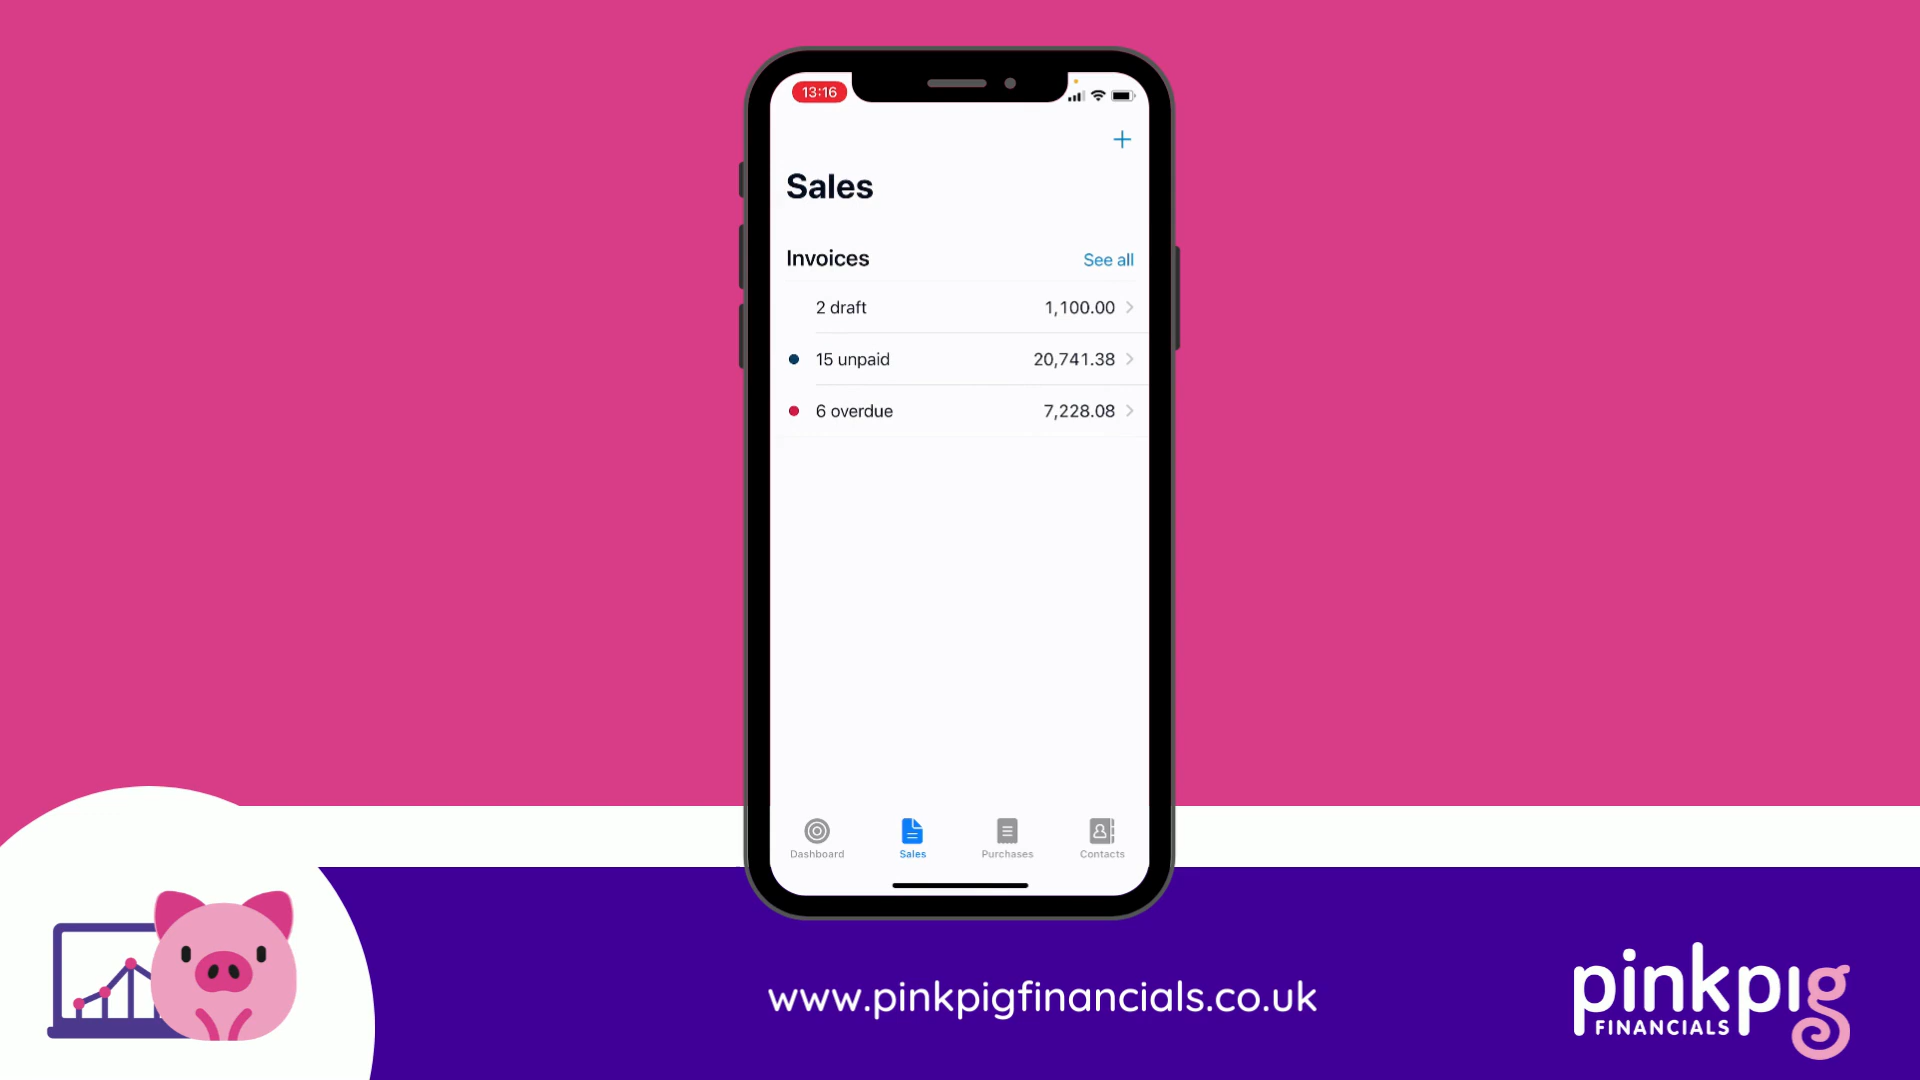 13:16
Sales
Invoices See all
2 draft 1,100.00
15 unpaid 20,741.38
6 overdue 7,228.08
Dashboard Sales Purchases Contacts
www.pinkpigfinancials.co.uk
pinkpig
FINANCIALS